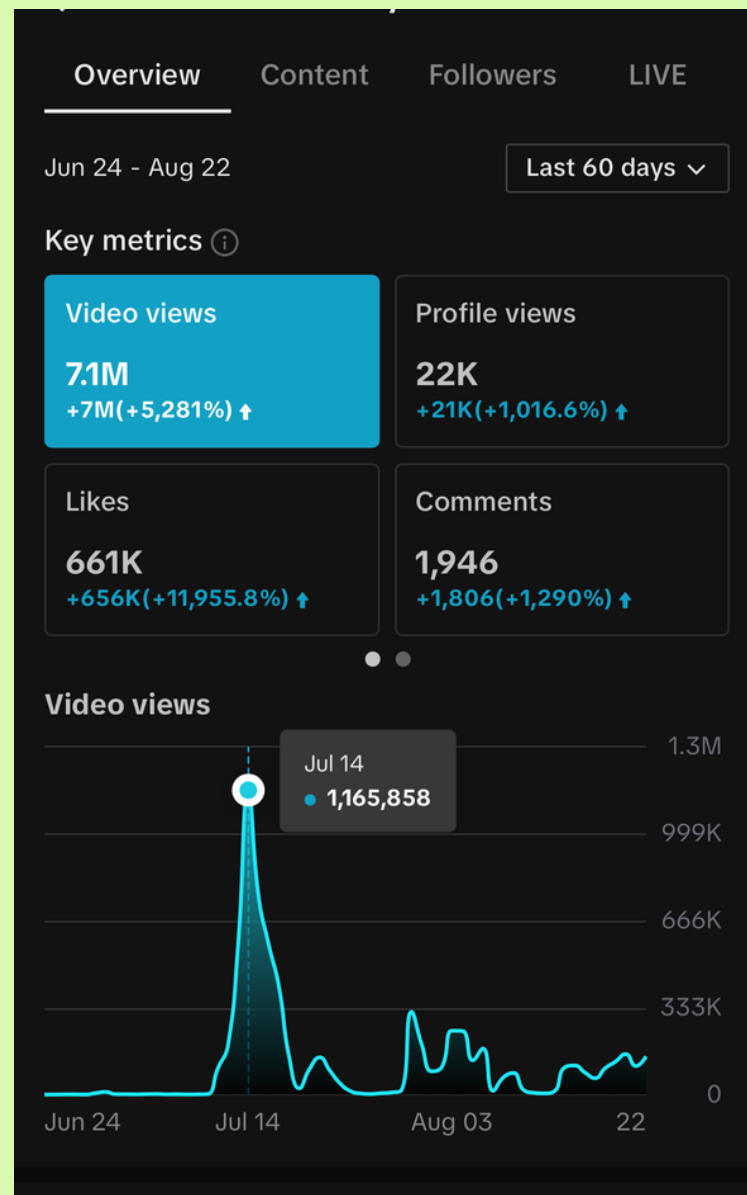 Overview Content Followers LIVE
Jun 24 - Aug 22 Last 60 days
Key metrics
Video views Profile views
7.1M 22K
+7M(+5,281%) +21K(+1,016.6%)
Likes Comments
661K 1,946
+656K(+11,955.8%) +1,806(+1,290%)
Video views
1.3M
Jul 14
1,165,858
999K
666K
333K
0
Jun 24 Jul 14 Aug 03 22